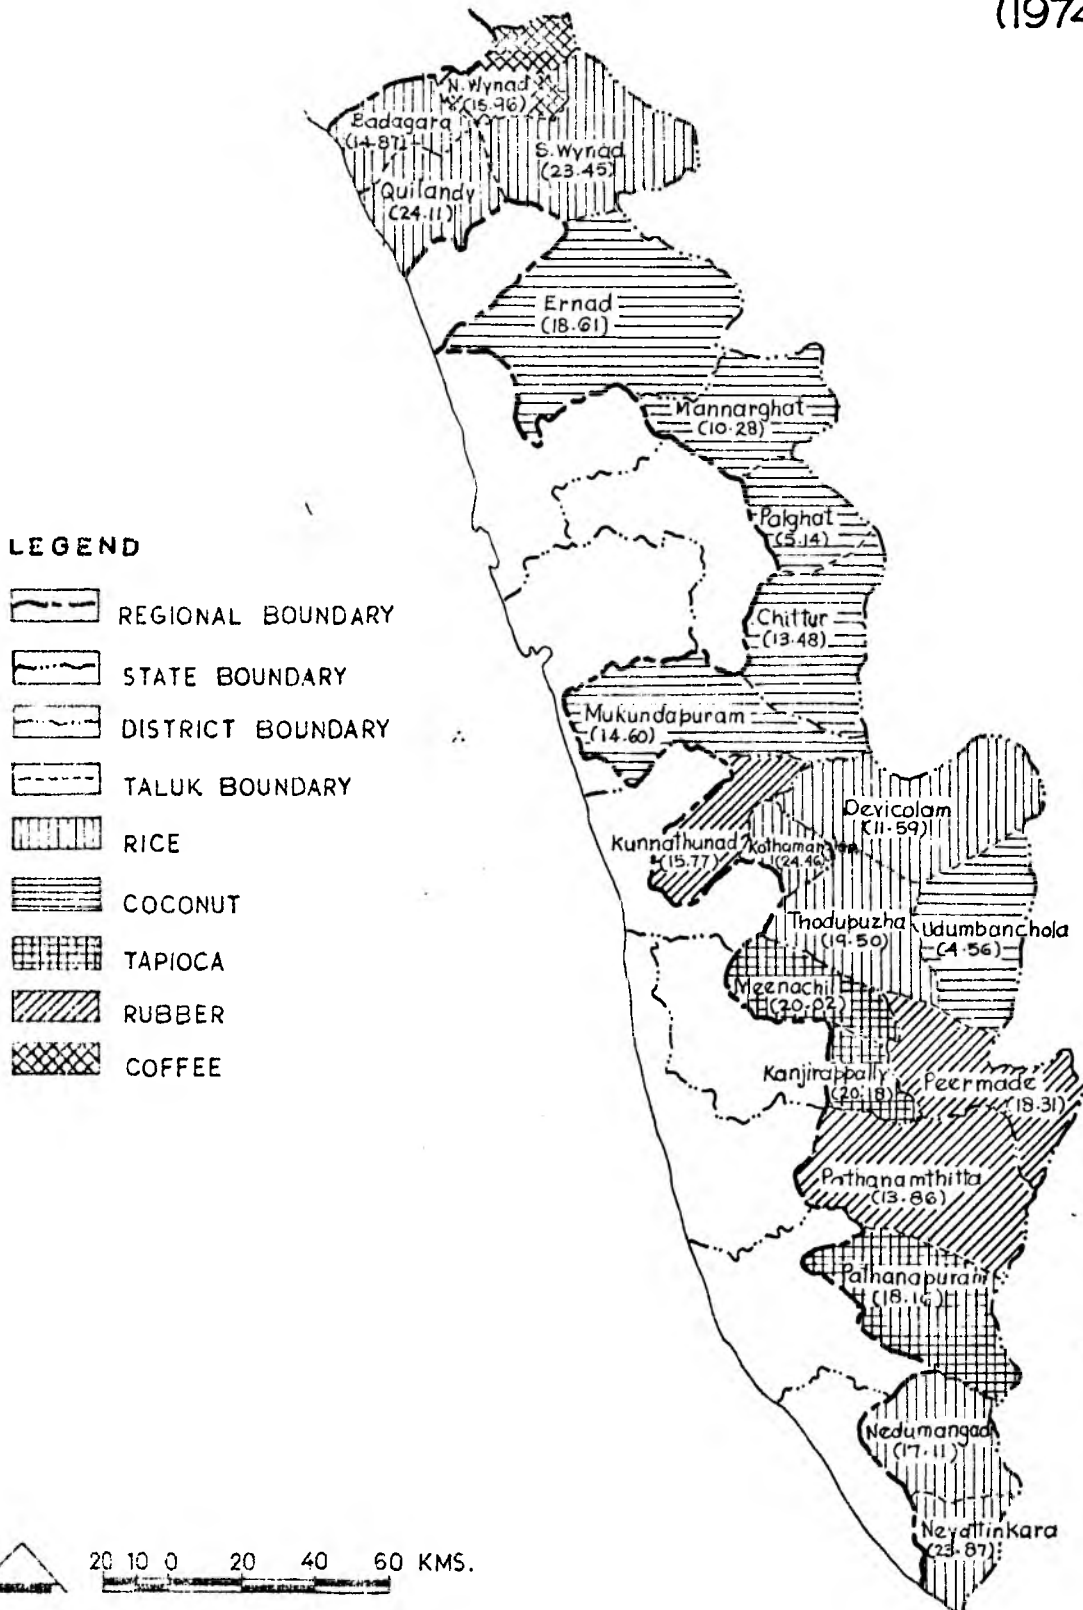 (1974
N. Wynad
(15.96)
Badagara
(14.87)
S. Wynad
(23.45)
Quilandy
(24.11)
Ernad
(18.61)
Mannarghat
(10.28)
Palghat
(5.14)
Chittur
(13.48)
Mukundapuram
(14.60)
Devicolam
(11.59)
Kunnathunad
(15.77)
(24.46)
Thodupuzha
(19.50)
Udumbanchola
(4.56)
Meenachil
(20.02)
Kanjirappally
(20.18)
Peermade
(18.31)
Pathanamthitta
(13.86)
Pathanapuram
(18.16)
Nedumangad
(17.11)
Neyattinkara
(23.87)
LEGEND
REGIONAL BOUNDARY
STATE BOUNDARY
DISTRICT BOUNDARY
TALUK BOUNDARY
RICE
COCONUT
TAPIOCA
RUBBER
COFFEE
20 10 0 20 40 60 KMS.